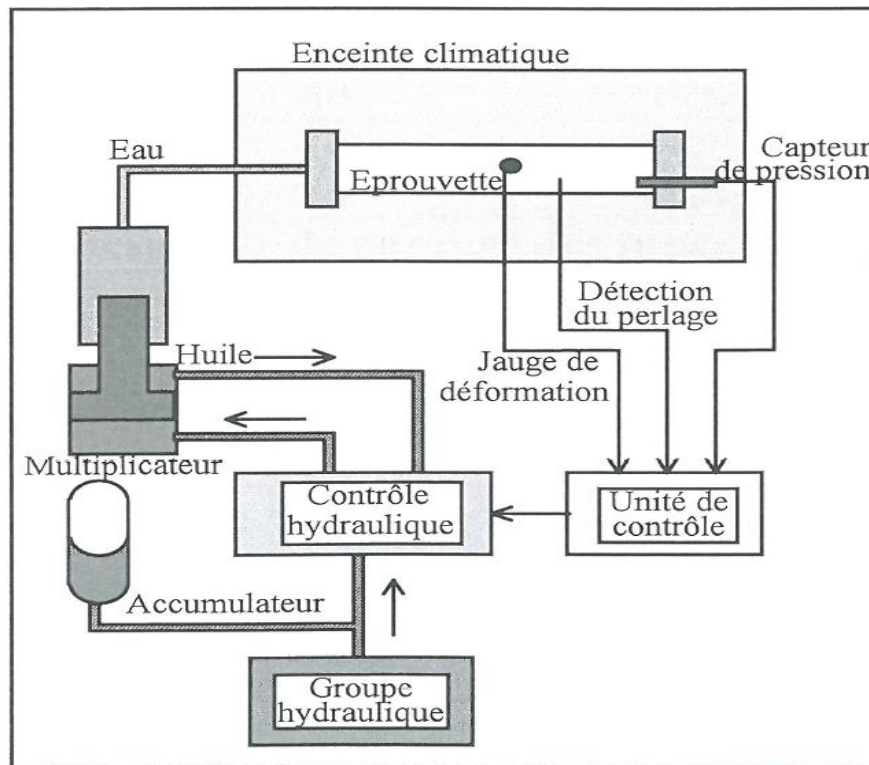 Enceinte climatique
Eau
Eprouvette
Capteur
de pression
Détection
du perlage
Huile
Jauge de
déformation
Multiplicateur
Contrôle
hydraulique
Unité de
contrôle
Accumulateur
Groupe
hydraulique